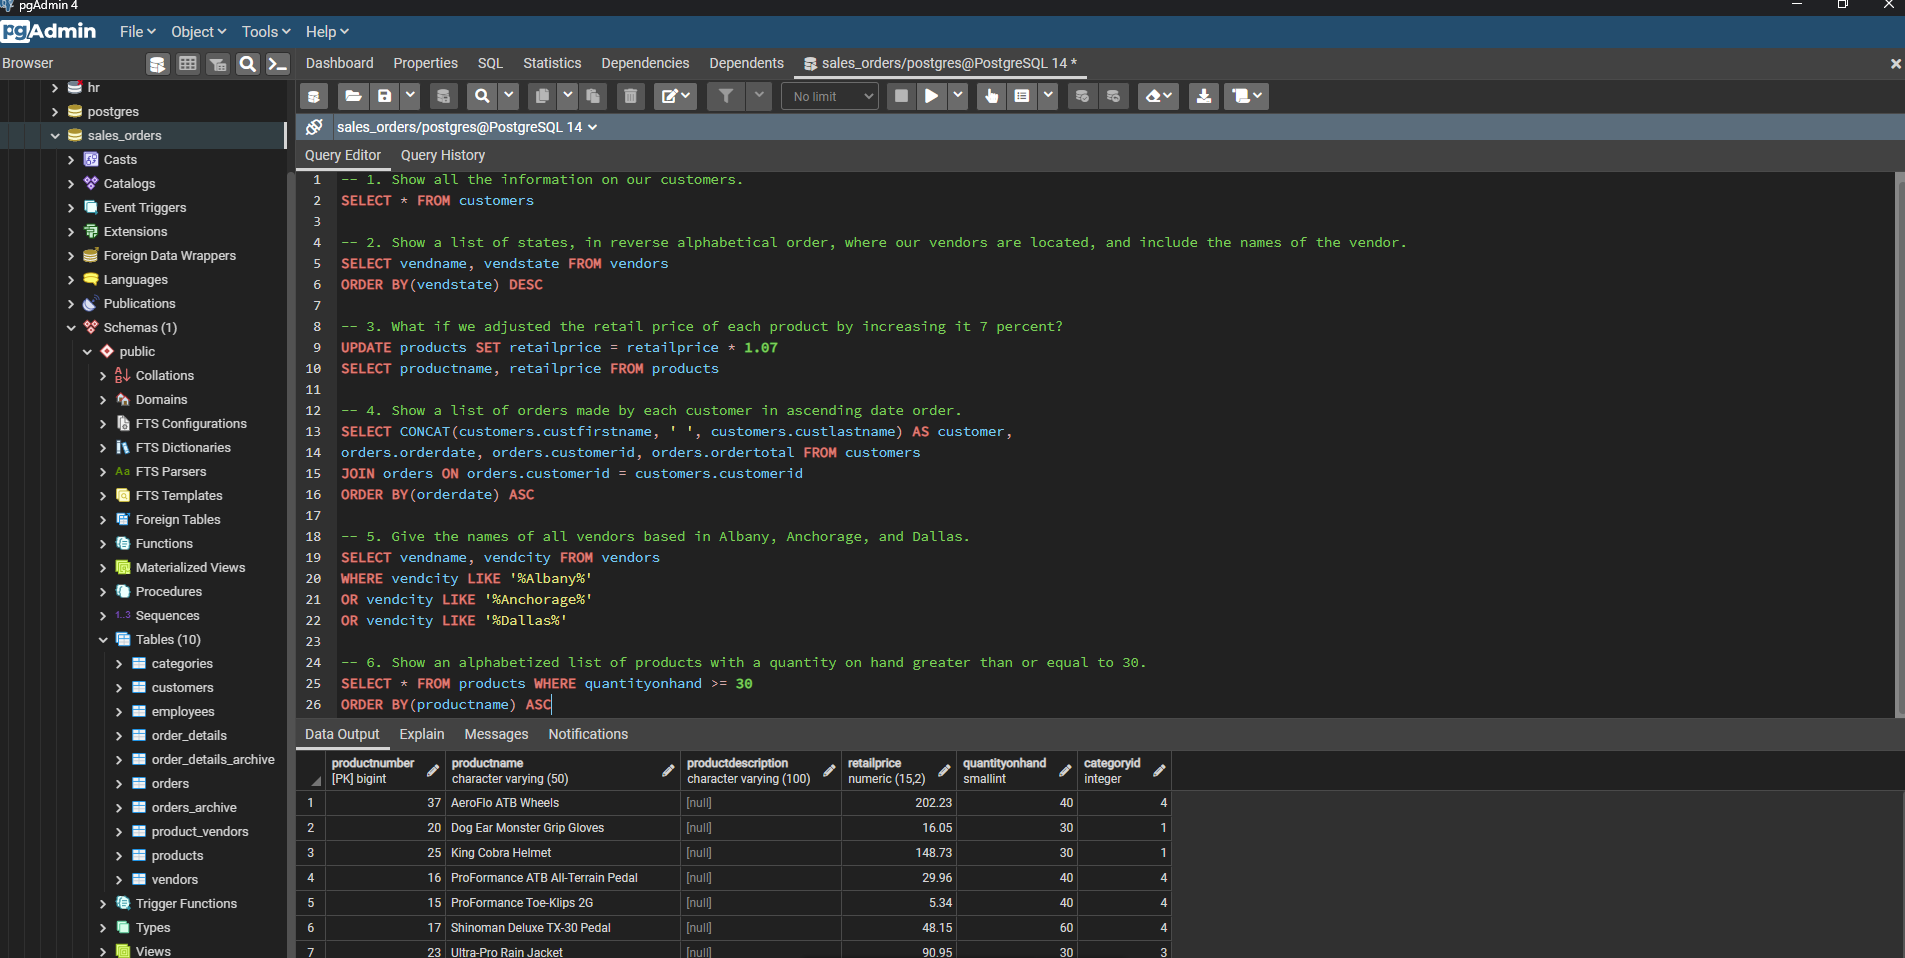 pgAdmin 4
pgAdmin File Object Tools Help
Browser
Dashboard Properties SQL Statistics Dependencies Dependents sales_orders/postgres@PostgreSQL 14 *
No limit
sales_orders/postgres@PostgreSQL 14
Query Editor Query History
hr
postgres
sales_orders
Casts
Catalogs
Event Triggers
Extensions
Foreign Data Wrappers
Languages
Publications
Schemas (1)
public
Collations
Domains
FTS Configurations
FTS Dictionaries
Aa FTS Parsers
FTS Templates
Foreign Tables
Functions
Materialized Views
Procedures
1..3 Sequences
Tables (10)
categories
customers
employees
order_details
order_details_archive
orders
orders_archive
product_vendors
products
vendors
Trigger Functions
Types
Views
1 -- 1. Show all the information on our customers.
2 SELECT * FROM customers
3
4 -- 2. Show a list of states, in reverse alphabetical order, where our vendors are located, and include the names of the vendor.
5 SELECT vendname, vendstate FROM vendors
6 ORDER BY(vendstate) DESC
7
8 -- 3. What if we adjusted the retail price of each product by increasing it 7 percent?
9 UPDATE products SET retailprice = retailprice * 1.07
10 SELECT productname, retailprice FROM products
11
12 -- 4. Show a list of orders made by each customer in ascending date order.
13 SELECT CONCAT(customers.custfirstname, ' ', customers.custlastname) AS customer,
14 orders.orderdate, orders.customerid, orders.ordertotal FROM customers
15 JOIN orders ON orders.customerid = customers.customerid
16 ORDER BY(orderdate) ASC
17
18 -- 5. Give the names of all vendors based in Albany, Anchorage, and Dallas.
19 SELECT vendname, vendcity FROM vendors
20 WHERE vendcity LIKE '%Albany%'
21 OR vendcity LIKE '%Anchorage%'
22 OR vendcity LIKE '%Dallas%'
23
24 -- 6. Show an alphabetized list of products with a quantity on hand greater than or equal to 30.
25 SELECT * FROM products WHERE quantityonhand >= 30
26 ORDER BY(productname) ASC
Data Output Explain Messages Notifications
productnumber productname productdescription retailprice quantityonhand categoryid
[PK] bigint character varying (50) character varying (100) numeric (15,2) smallint integer
1 37 AeroFlo ATB Wheels [null] 202.23 40 4
2 20 Dog Ear Monster Grip Gloves [null] 16.05 30 1
3 25 King Cobra Helmet [null] 148.73 30 1
4 16 ProFormance ATB All-Terrain Pedal [null] 29.96 40 4
5 15 ProFormance Toe-Klips 2G [null] 5.34 40 4
6 17 Shinoman Deluxe TX-30 Pedal [null] 48.15 60 4
7 23 Ultra-Pro Rain Jacket [null] 90.95 30 3